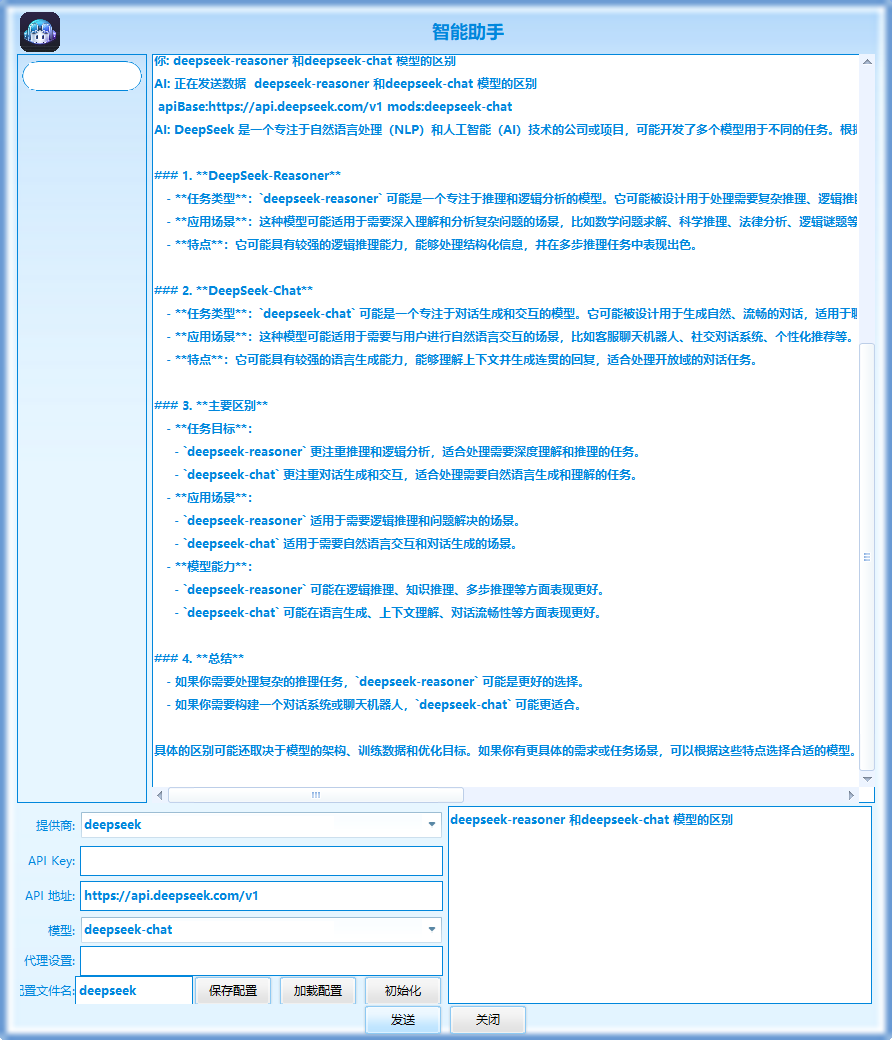 智能助手
你: deepseek-reasoner 和deepseek-chat 模型的区别
AI: 正在发送数据 deepseek-reasoner 和deepseek-chat 模型的区别
apiBase:https://api.deepseek.com/v1 mods:deepseek-chat
AI: DeepSeek 是一个专注于自然语言处理（NLP）和人工智能（AI）技术的公司或项目，可能开发了多个模型用于不同的任务。根据
### 1. **DeepSeek-Reasoner**
- **任务类型**：`deepseek-reasoner` 可能是一个专注于推理和逻辑分析的模型。它可能被设计用于处理需要复杂推理、逻辑推
- **应用场景**：这种模型可能适用于需要深入理解和分析复杂问题的场景，比如数学问题求解、科学推理、法律分析、逻辑谜题等
- **特点**：它可能具有较强的逻辑推理能力，能够处理结构化信息，并在多步推理任务中表现出色。
### 2. **DeepSeek-Chat**
- **任务类型**：`deepseek-chat` 可能是一个专注于对话生成和交互的模型。它可能被设计用于生成自然、流畅的对话，适用于
- **应用场景**：这种模型可能适用于需要与用户进行自然语言交互的场景，比如客服聊天机器人、社交对话系统、个性化推荐等。
- **特点**：它可能具有较强的语言生成能力，能够理解上下文并生成连贯的回复，适合处理开放域的对话任务。
### 3. **主要区别**
- **任务目标**：
- `deepseek-reasoner` 更注重推理和逻辑分析，适合处理需要深度理解和推理的任务。
- `deepseek-chat` 更注重对话生成和交互，适合处理需要自然语言生成和理解的任务。
- **应用场景**：
- `deepseek-reasoner` 适用于需要逻辑推理和问题解决的场景。
- `deepseek-chat` 适用于需要自然语言交互和对话生成的场景。
- **模型能力**：
- `deepseek-reasoner` 可能在逻辑推理、知识推理、多步推理等方面表现更好。
- `deepseek-chat` 可能在语言生成、上下文理解、对话流畅性等方面表现更好。
### 4. **总结**
- 如果你需要处理复杂的推理任务，`deepseek-reasoner` 可能是更好的选择。
- 如果你需要构建一个对话系统或聊天机器人，`deepseek-chat` 可能更适合。
具体的区别可能还取决于模型的架构、训练数据和优化目标。如果你有更具体的需求或任务场景，可以根据这些特点选择合适的模型。
提供商: deepseek
API Key:
API 地址: https://api.deepseek.com/v1
模型: deepseek-chat
代理设置:
配置文件名: deepseek 保存配置 加载配置 初始化
deepseek-reasoner 和deepseek-chat 模型的区别
发送 关闭